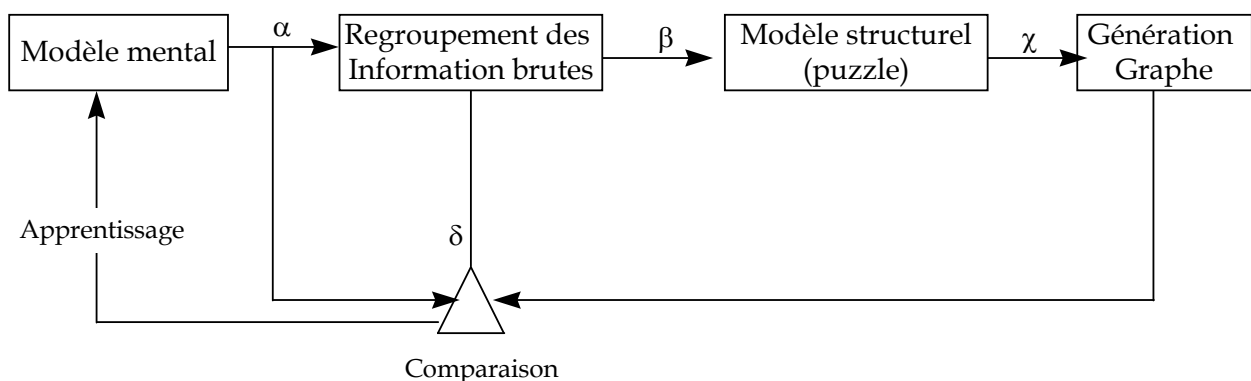 Modèle mental
α
Regroupement des
Information brutes
β
Modèle structurel
(puzzle)
χ
Génération
Graphe
Apprentissage
δ
Comparaison